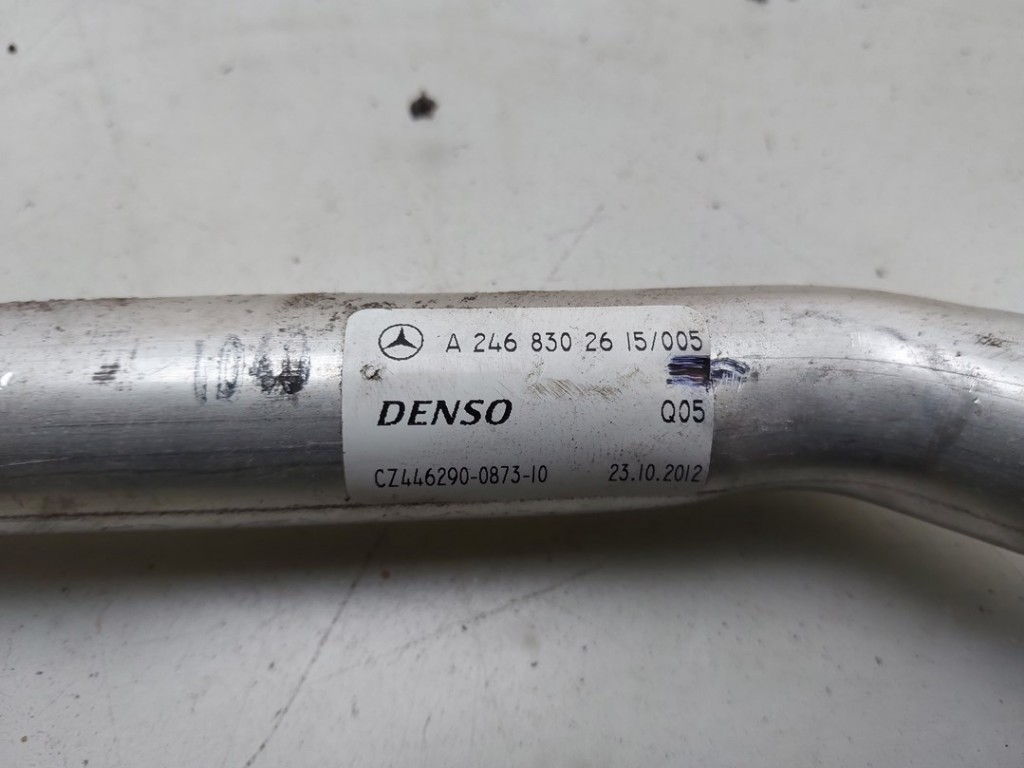 A 246 830 26 15/005
DENSO Q05
CZ446290-0873-10 23.10.2012